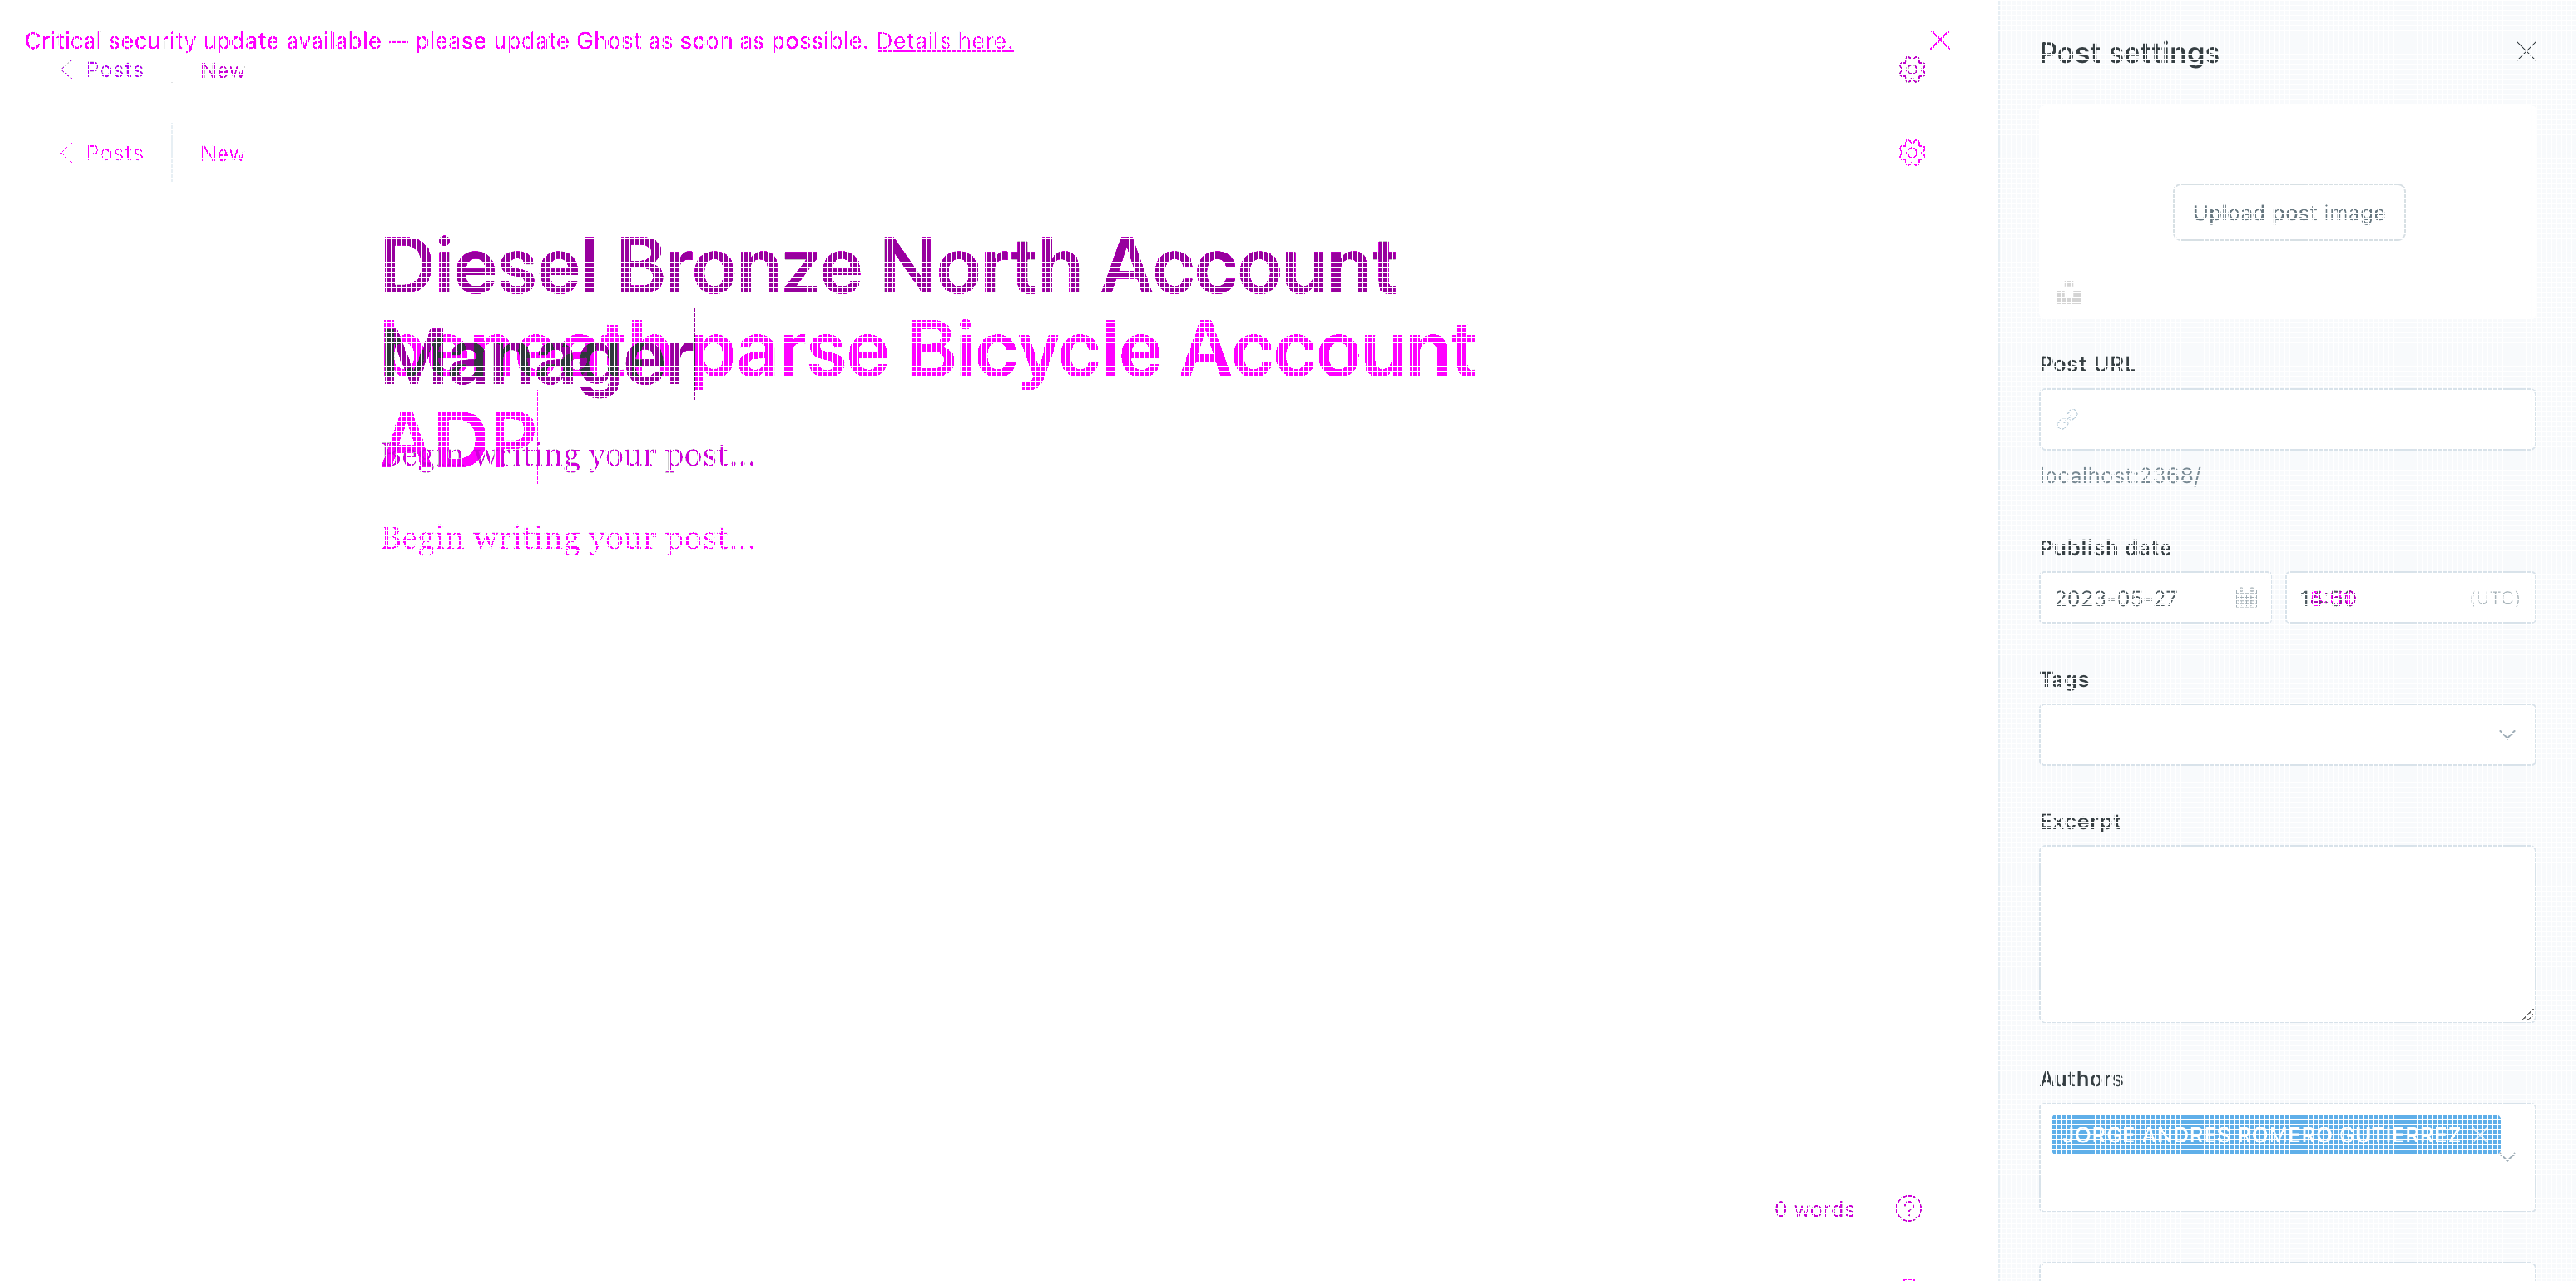 Critical security update available — please update Ghost as soon as possible. Details here.
Posts
New
Posts
New
Diesel Bronze North Account
Manager
parse Bicycle Account
ADP
Begin writing your post...
Begin writing your post...
0 words
Post settings
Upload post image
Post URL
localhost:2368/
Publish date
2023-05-27
(UTC)
Tags
Excerpt
Authors
JORGE ANDRES ROMERO GUTIERREZ